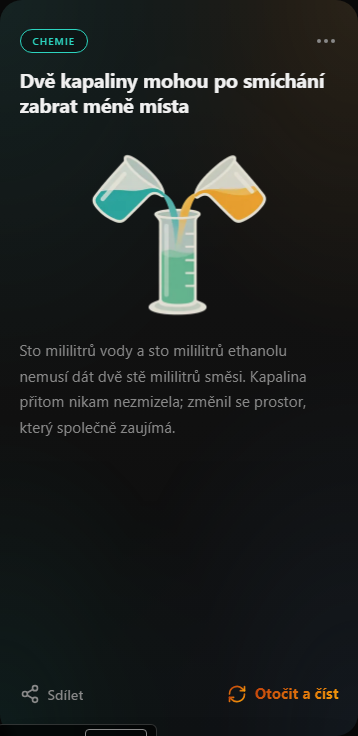 CHEMIE
Dvě kapaliny mohou po smíchání
zabrat méně místa
Sto mililitrů vody a sto mililitrů ethanolu
nemusí dát dvě stě mililitrů směsi. Kapalina
přitom nikam nezmizela; změnil se prostor,
který společně zaujímá.
Sdílet
Otočit a číst